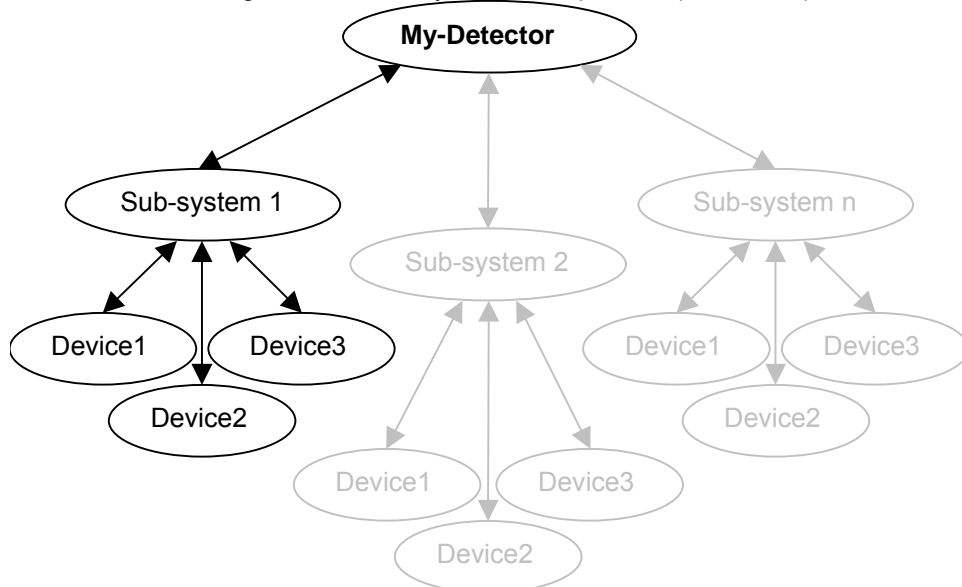 My-Detector
Sub-system 1
Sub-system n
Sub-system 2
Device1
Device3
Device2
Device1
Device3
Device2
Device1
Device3
Device2